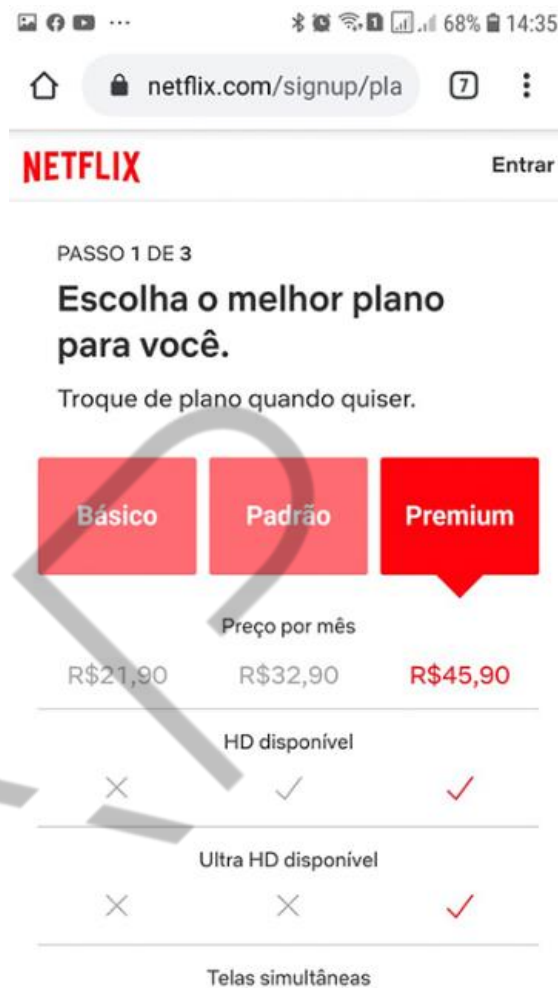 68% 14:35
netflix.com/signup/pla 7
NETFLIX Entrar
PASSO 1 DE 3
Escolha o melhor plano
para você.
Troque de plano quando quiser.
Básico Padrão Premium
Preço por mês
R$21,90 R$32,90 R$45,90
HD disponível
Ultra HD disponível
Telas simultâneas